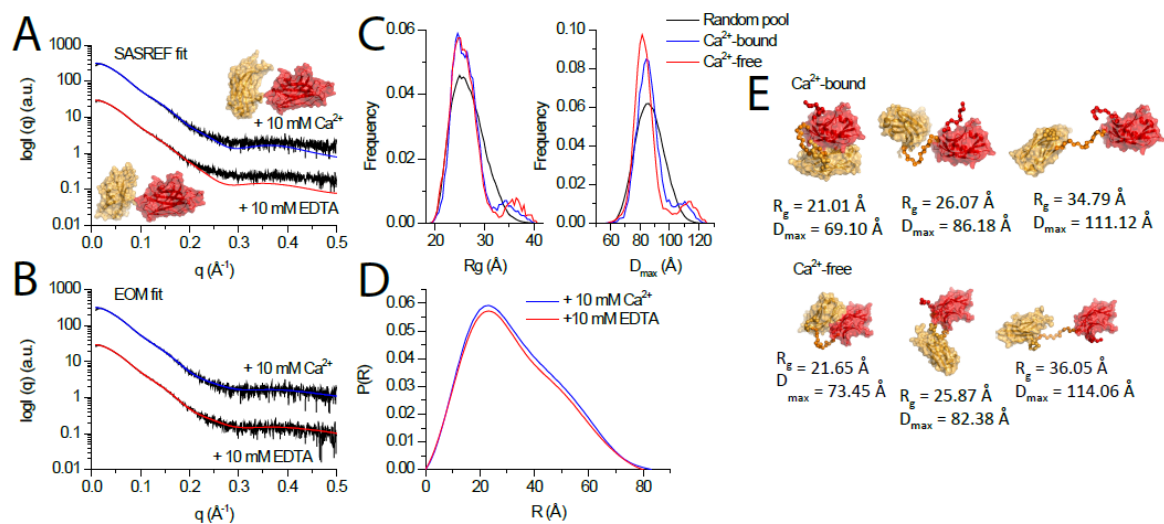 A
SASREF fit
log(I) (q) (a.u.)
1000
100
10
1
0.1
0.01
+ 10 mM Ca²⁺
+ 10 mM EDTA
0.0 0.1 0.2 0.3 0.4 0.5
q (Å⁻¹)
B
EOM fit
log (q) (a.u.)
1000
100
10
1
0.1
0.01
+ 10 mM Ca²⁺
+ 10 mM EDTA
0.0 0.1 0.2 0.3 0.4 0.5
q (Å⁻¹)
C
Random pool
Ca²⁺-bound
Ca²⁺-free
Frequency
0.06
0.04
0.02
0.00
20 30 40
Rg (Å)
Frequency
0.10
0.08
0.06
0.04
0.02
0.00
60 80 100 120
Dmax (Å)
D
+ 10 mM Ca²⁺
+10 mM EDTA
P(R)
0.06
0.05
0.04
0.03
0.02
0.01
0.00
0 20 40 60 80
R (Å)
E
Ca²⁺-bound
Rg = 21.01 Å
Dmax = 69.10 Å
Rg = 26.07 Å
Dmax = 86.18 Å
Rg = 34.79 Å
Dmax = 111.12 Å
Ca²⁺-free
Rg = 21.65 Å
Dmax = 73.45 Å
Rg = 25.87 Å
Dmax = 82.38 Å
Rg = 36.05 Å
Dmax = 114.06 Å